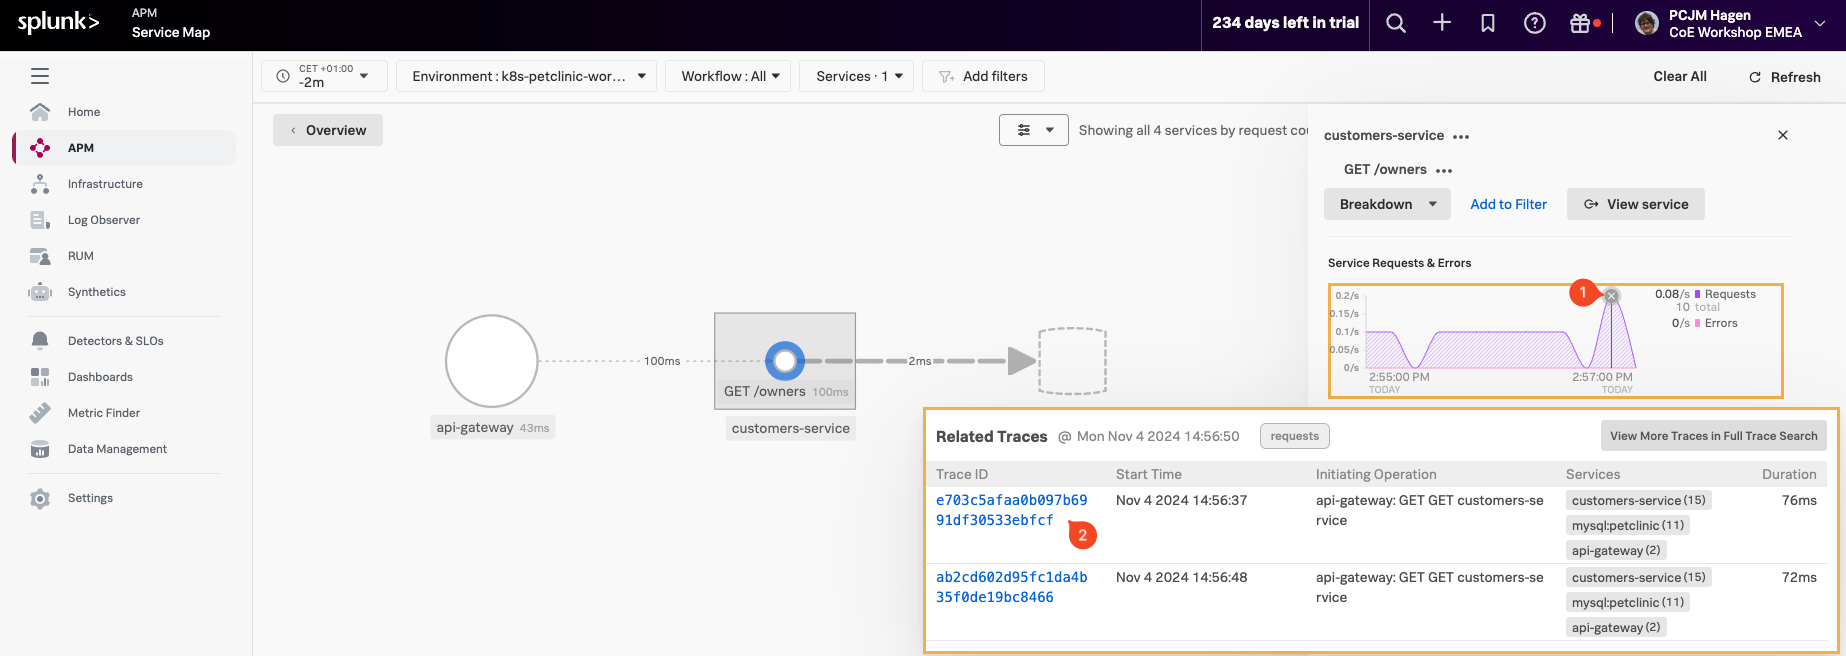 splunk>
APM
Service Map
234 days left in trial
PCJM Hagen
CoE Workshop EMEA
Home
APM
Infrastructure
Log Observer
RUM
Synthetics
Detectors & SLOs
Dashboards
Metric Finder
Data Management
Settings
CET +01:00
-2m
Environment : k8s-petclinic-wor...
Workflow : All
Services · 1
Add filters
Clear All
Refresh
‹ Overview
Showing all 4 services by request cou
api-gateway 43ms
100ms
GET /owners 100ms
customers-service
2ms
customers-service •••
GET /owners •••
Breakdown
Add to Filter
View service
Service Requests & Errors
0.2/s
0.15/s
0.1/s
0.05/s
0/s
2:55:00 PM
TODAY
2:57:00 PM
TODAY
1
0.08/s Requests
10 total
0/s Errors
Related Traces @ Mon Nov 4 2024 14:56:50 requests
View More Traces in Full Trace Search
Trace ID Start Time Initiating Operation Services Duration
e703c5afaa0b097b69 Nov 4 2024 14:56:37 api-gateway: GET GET customers-se customers-service (15) 76ms
91df30533ebfcf 2 rvice mysql:petclinic (11)
api-gateway (2)
ab2cd602d95fc1da4b Nov 4 2024 14:56:48 api-gateway: GET GET customers-se customers-service (15) 72ms
35f0de19bc8466 rvice mysql:petclinic (11)
api-gateway (2)